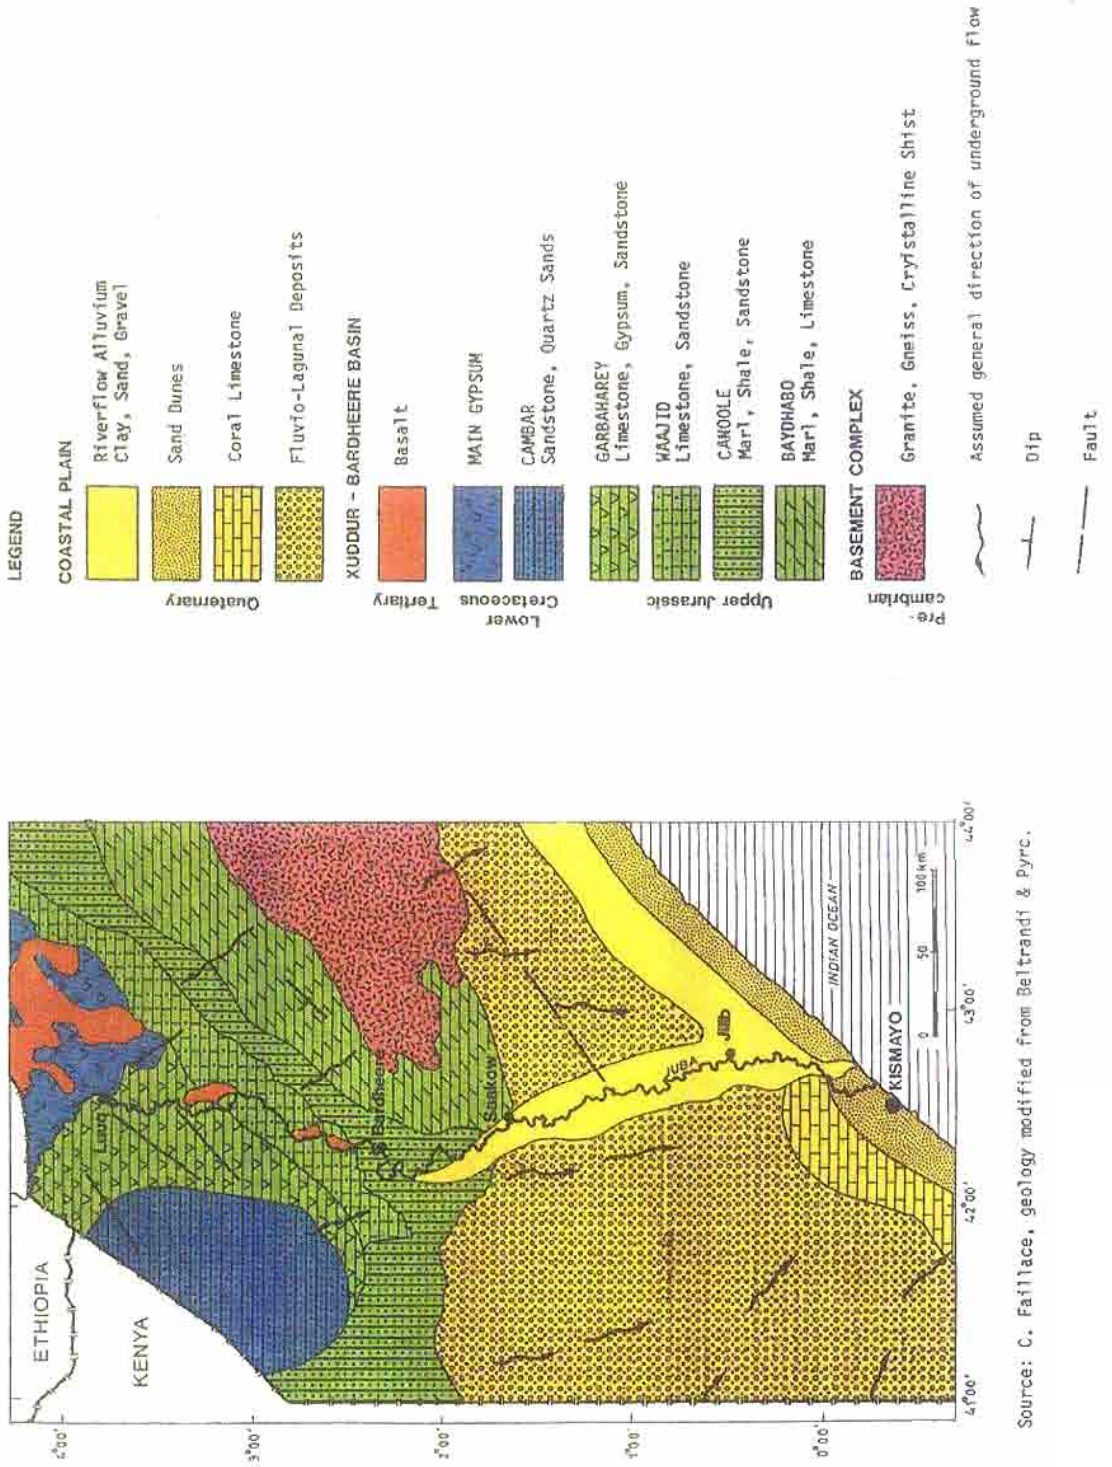 LEGEND
COASTAL PLAIN
Riverflow Alluvium
Clay, Sand, Gravel
Sand Dunes
Coral Limestone
Fluvio-Lagunal Deposits
Quaternary
XUDDUR - BARDHEERE BASIN
Basalt
Tertiary
MAIN GYPSUM
CAMBAR
Sandstone, Quartz Sands
Lower
Cretaceous
GARBAHAREY
Limestone, Gypsum, Sandstone
WAAJID
Limestone, Sandstone
CANOOLE
Marl, Shale, Sandstone
BAYDHABO
Marl, Shale, Limestone
Upper Jurassic
BASEMENT COMPLEX
Granite, Gneiss, Cryistalline Shist
Pre-
cambrian
Assumed general direction of underground flow
Dip
Fault
ETHIOPIA
KENYA
Luuq
Bardheere
Saakow
JUBA
Jilib
KISMAYO
INDIAN OCEAN
0 50 100 km
4°00'
3°00'
2°00'
1°00'
0°00'
41°00'
42°00'
43°00'
44°00'
Source: C. Faillace, geology modified from Beltrandi & Pyrc.